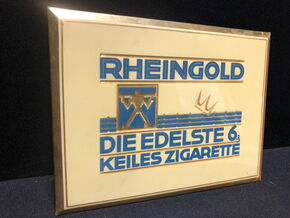 RHEINGOLD
DIE EDELSTE 6₰
KEILES ZIGARETTE